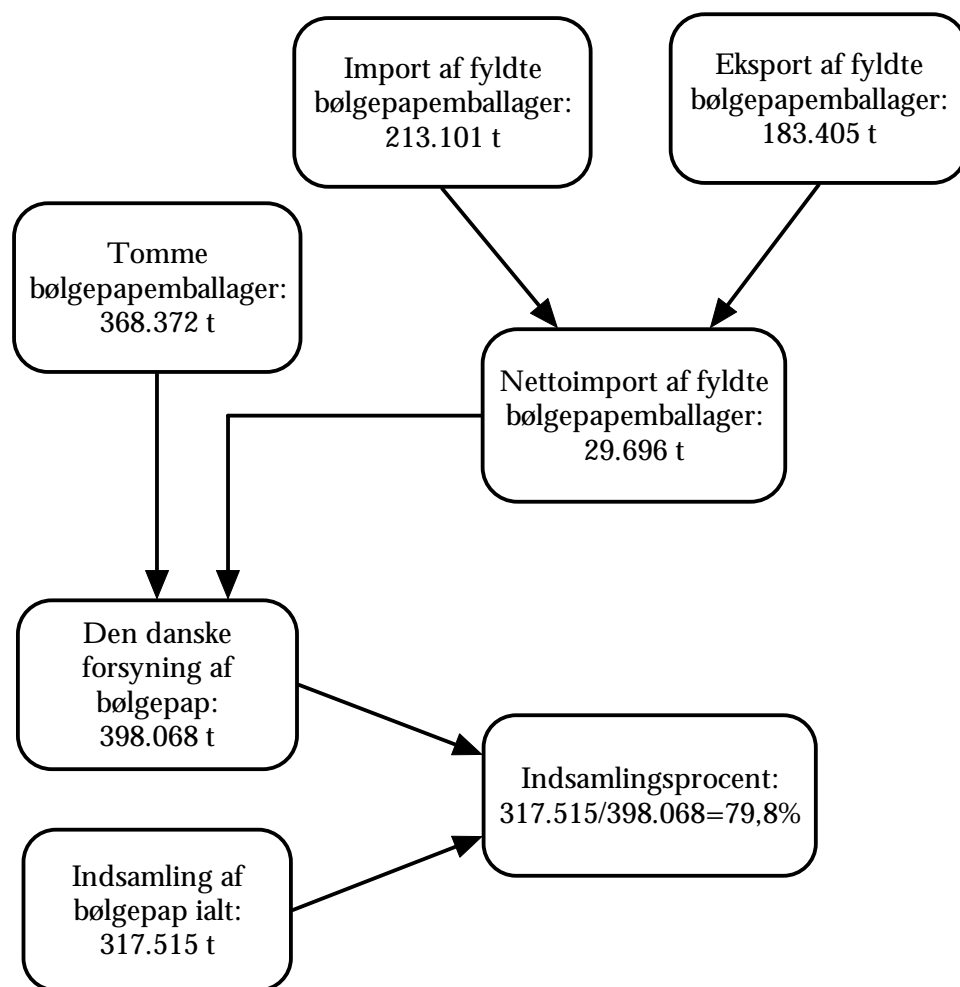 Import af fyldte
bølgepapemballager:
213.101 t
Eksport af fyldte
bølgepapemballager:
183.405 t
Tomme
bølgepapemballager:
368.372 t
Nettoimport af fyldte
bølgepapemballager:
29.696 t
Den danske
forsyning af
bølgepap:
398.068 t
Indsamlingsprocent:
317.515/398.068=79,8%
Indsamling af
bølgepap ialt:
317.515 t